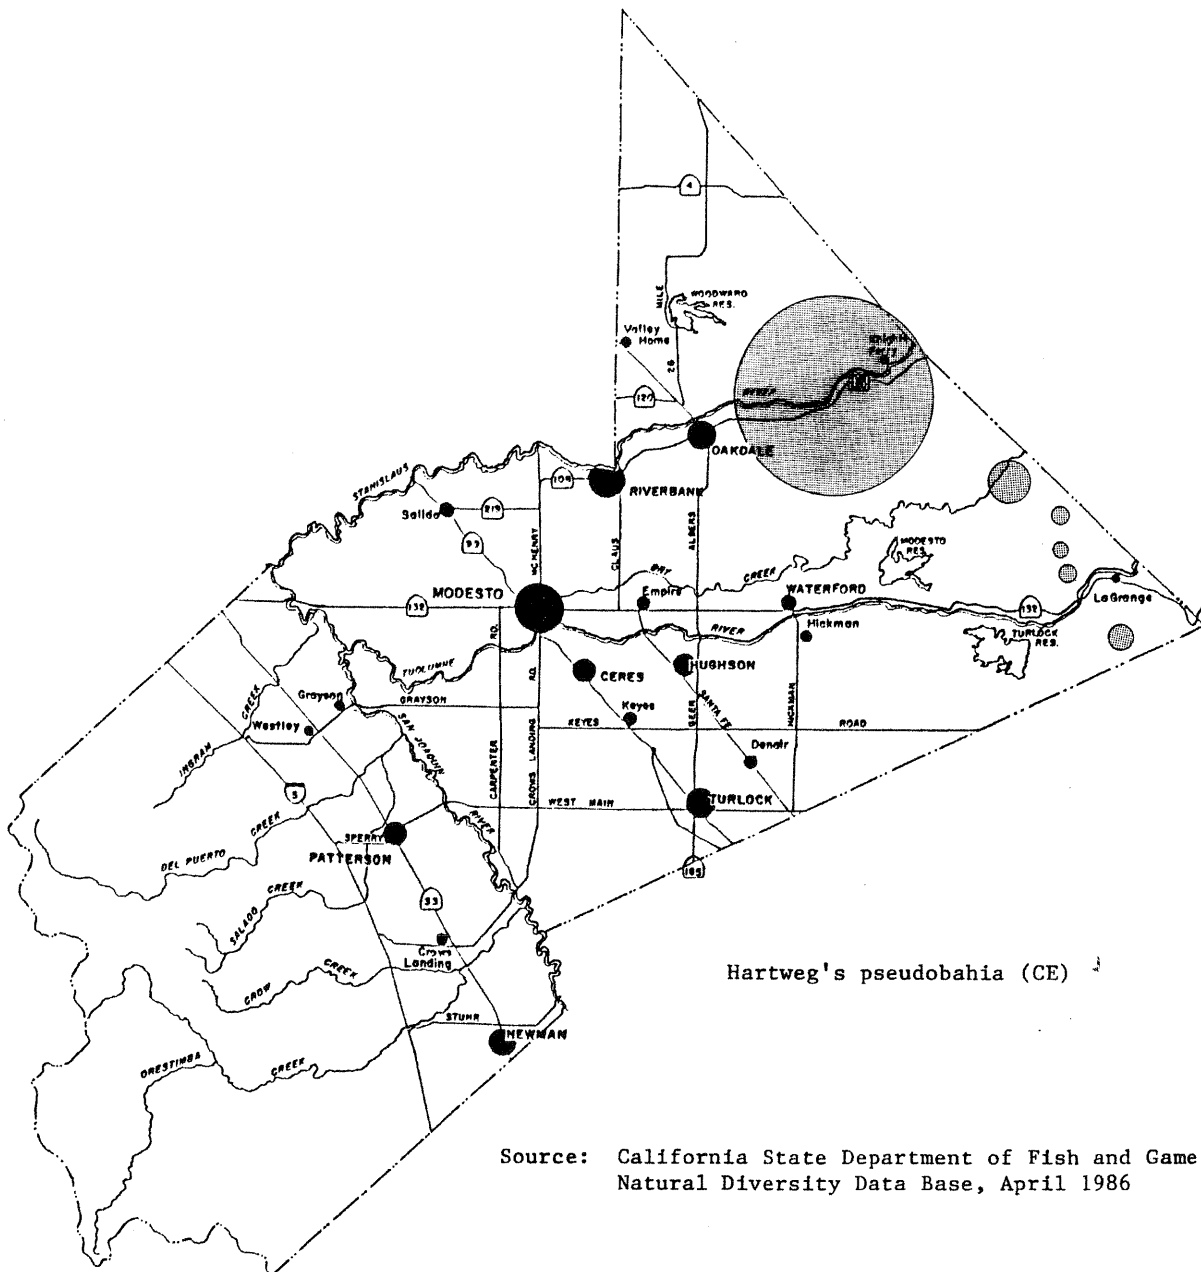 4
WOODWARD
RES.
MILE
26
Valley
Home
120
RIVER
OAKDALE
108
RIVERBANK
STANISLAUS
Salida
219
99
McHENRY
CLAUS
ALBERS
DRY
CREEK
MODESTO
RES.
MODESTO
132
Empire
WATERFORD
Hickman
RIVER
132
LaGrange
TURLOCK
RES.
TUOLUMNE
RD.
CERES
HUGHSON
Grayson
GRAYSON
RD.
Keyes
KEYES
ROAD
SANTA FE
GEER
HICKMAN
Denair
CREEK
INGRAM
Westley
SAN JOAQUIN
RIVER
CARPENTER
CROWS LANDING
5
WEST MAIN
TURLOCK
165
DEL PUERTO
CREEK
SPERRY
PATTERSON
33
SALADO
CREEK
Crows
Landing
CROW
CREEK
STUHR
NEWMAN
ORESTIMBA
CREEK
Hartweg's pseudobahia (CE)
Source: California State Department of Fish and Game
Natural Diversity Data Base, April 1986